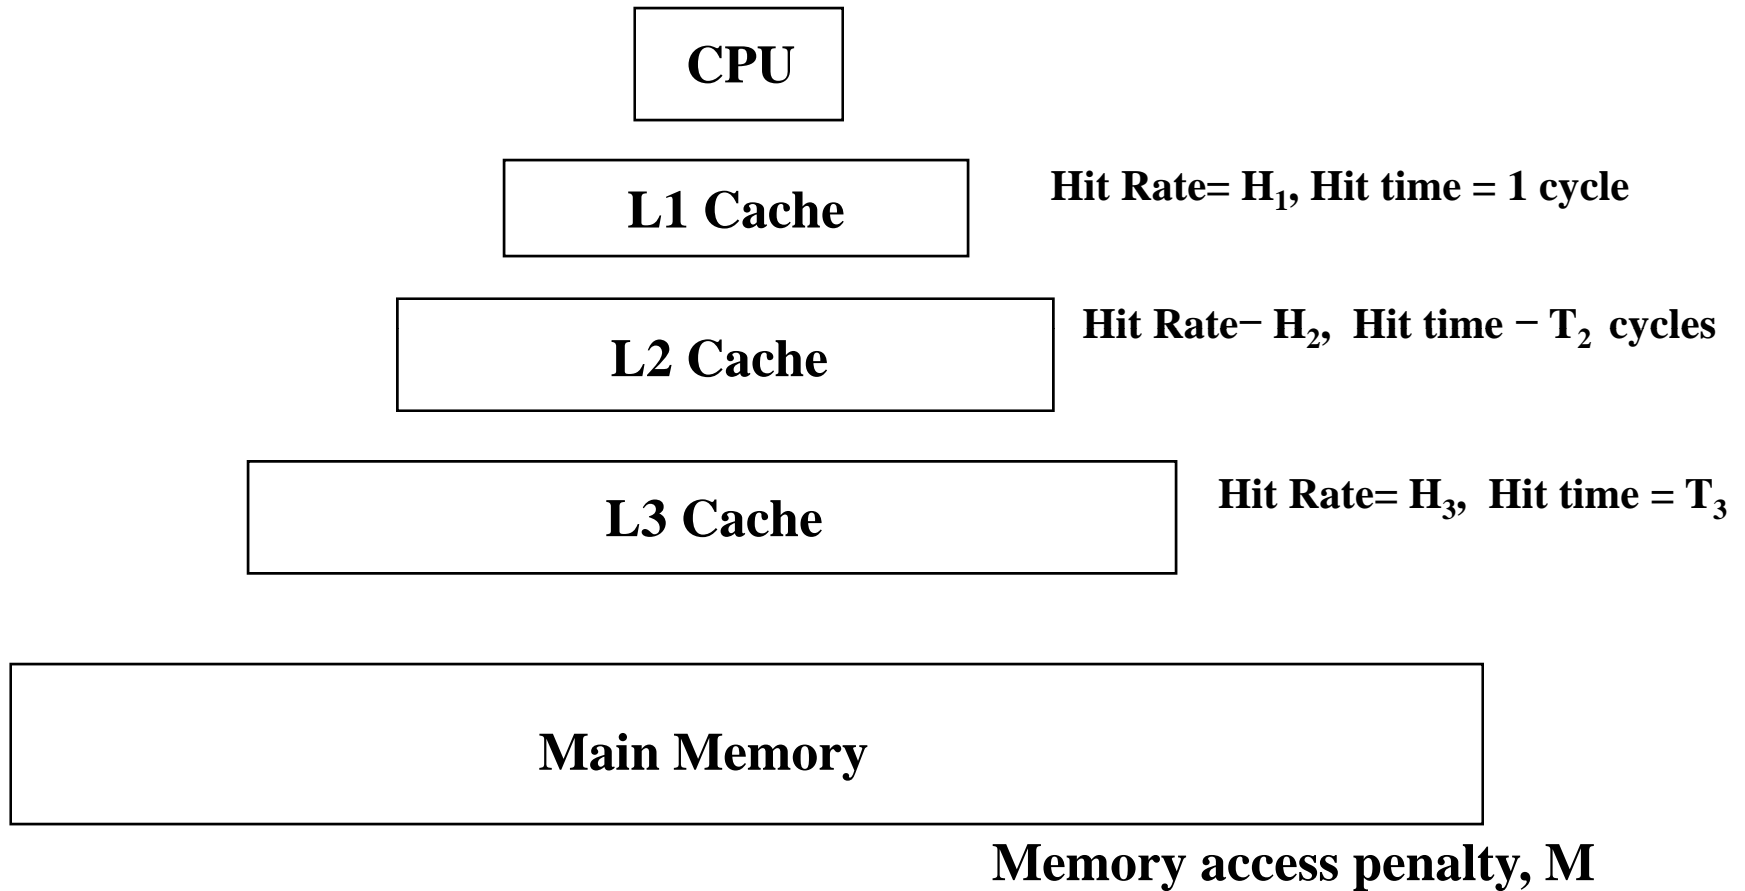 CPU
L1 Cache
Hit Rate= H₁, Hit time = 1 cycle
L2 Cache
Hit Rate− H₂, Hit time − T₂ cycles
L3 Cache
Hit Rate= H₃, Hit time = T₃
Main Memory
Memory access penalty, M